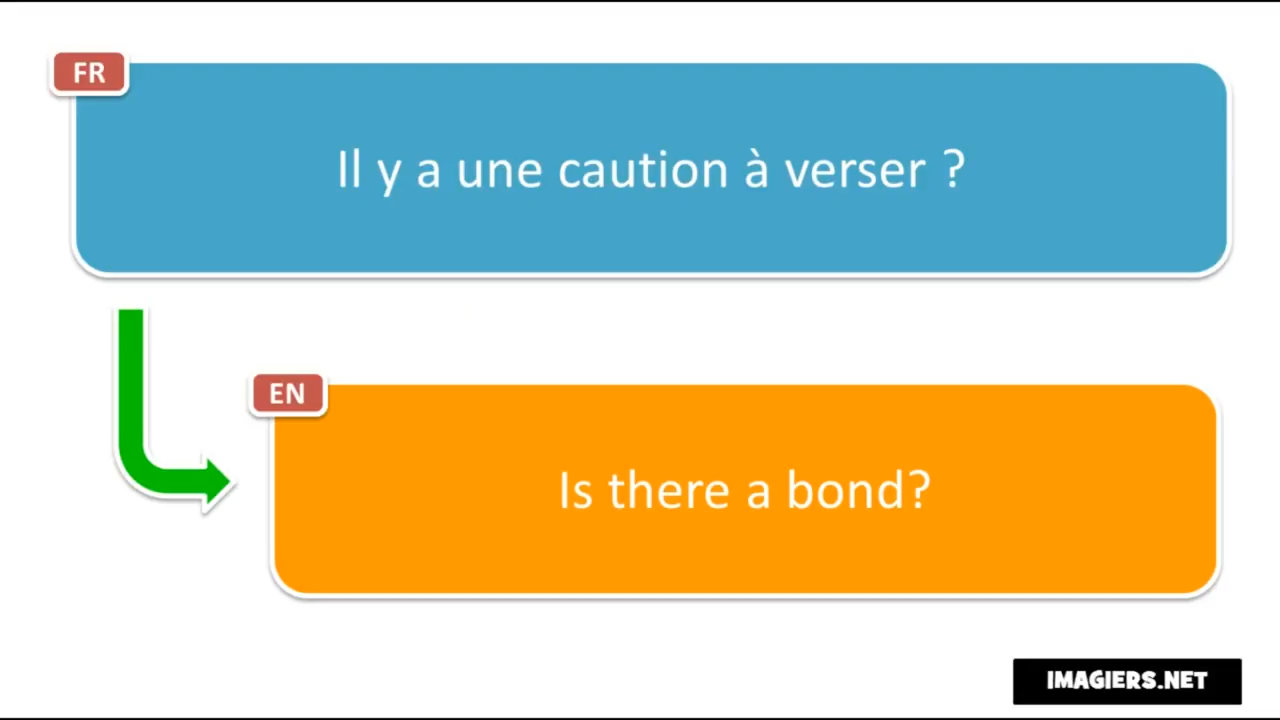 FR
Il y a une caution à verser ?
EN
Is there a bond?
IMAGIERS.NET